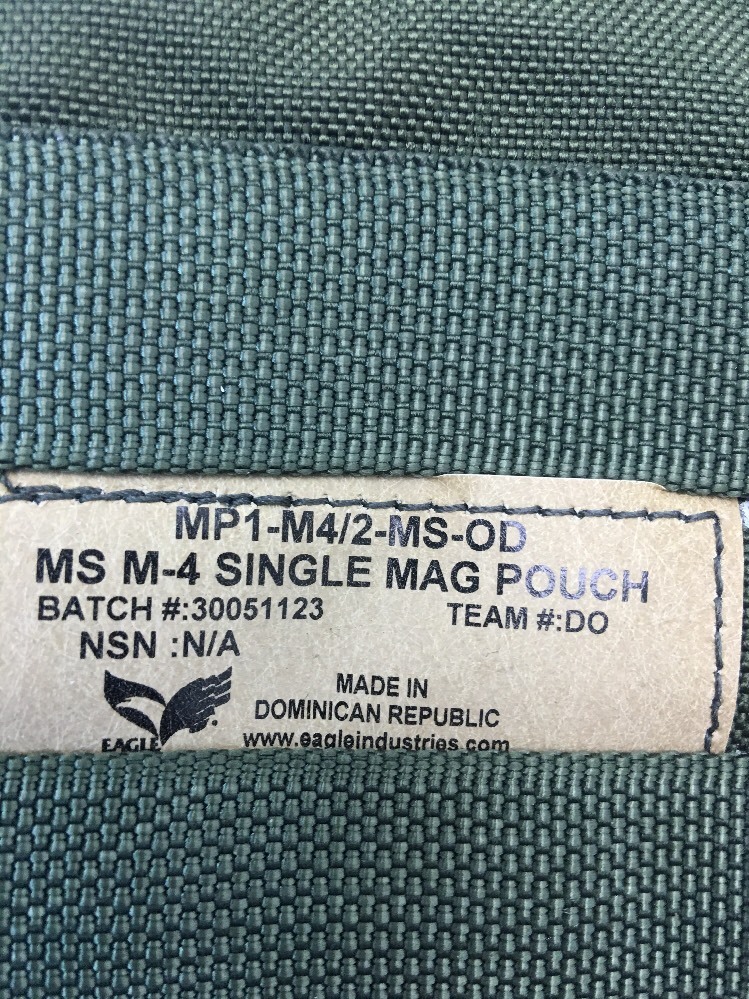 MP1-M4/2-MS-OD
MS M-4 SINGLE MAG POUCH
BATCH #:30051123 TEAM #:DO
NSN :N/A
MADE IN
DOMINICAN REPUBLIC
EAGLE www.eagleindustries.com